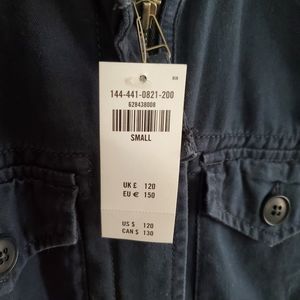 144-441-0821-200
628438008
SMALL
UK £ 120
EU € 150
US $ 120
CAN $ 130